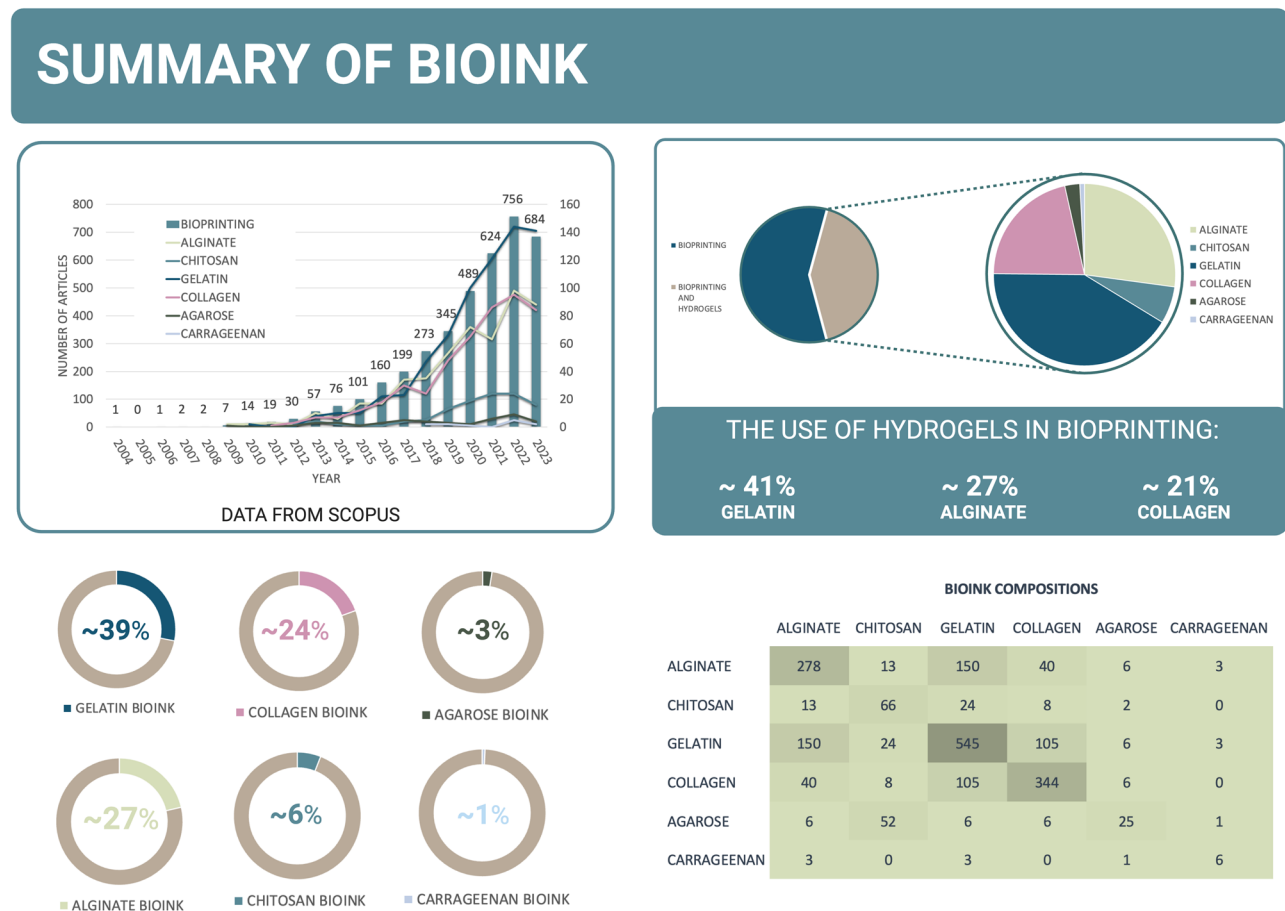 SUMMARY OF BIOINK
800
700
600
500
400
300
200
100
0
NUMBER OF ARTICLES
BIOPRINTING
ALGINATE
CHITOSAN
GELATIN
COLLAGEN
AGAROSE
CARRAGEENAN
1
0
1
2
2
7
14
19
30
57
76
101
160
199
273
345
489
624
756
684
160
140
120
100
80
60
40
20
0
2004
2005
2006
2007
2008
2009
2010
2011
2012
2013
2014
2015
2016
2017
2018
2019
2020
2021
2022
2023
YEAR
DATA FROM SCOPUS
BIOPRINTING
BIOPRINTING
AND
HYDROGELS
ALGINATE
CHITOSAN
GELATIN
COLLAGEN
AGAROSE
CARRAGEENAN
THE USE OF HYDROGELS IN BIOPRINTING:
~ 41%
GELATIN
~ 27%
ALGINATE
~ 21%
COLLAGEN
~39%
GELATIN BIOINK
~24%
COLLAGEN BIOINK
~3%
AGAROSE BIOINK
~27%
ALGINATE BIOINK
~6%
CHITOSAN BIOINK
~1%
CARRAGEENAN BIOINK
BIOINK COMPOSITIONS
ALGINATE CHITOSAN GELATIN COLLAGEN AGAROSE CARRAGEENAN
ALGINATE 278 13 150 40 6 3
CHITOSAN 13 66 24 8 2 0
GELATIN 150 24 545 105 6 3
COLLAGEN 40 8 105 344 6 0
AGAROSE 6 52 6 6 25 1
CARRAGEENAN 3 0 3 0 1 6